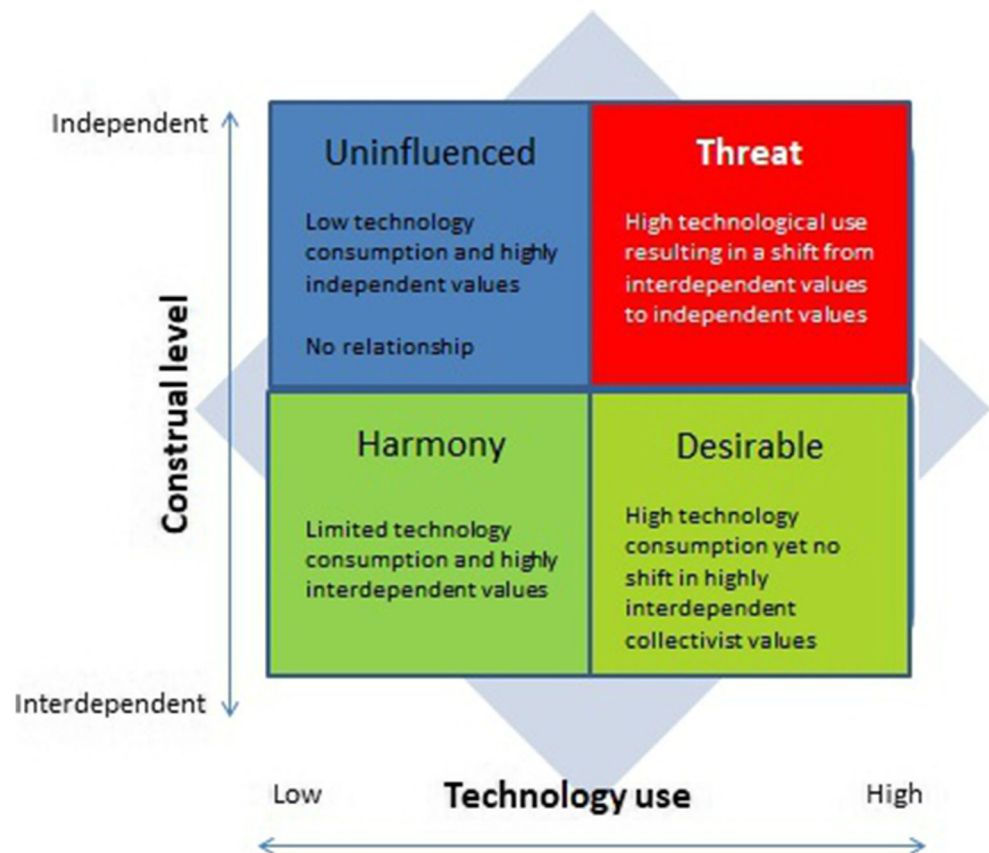 Independent
Uninfluenced
Low technology
consumption and highly
independent values
No relationship
Threat
High technological use
resulting in a shift from
interdependent values
to independent values
Construal level
Harmony
Limited technology
consumption and highly
interdependent values
Desirable
High technology
consumption yet no
shift in highly
interdependent
collectivist values
Interdependent
Low
Technology use
High